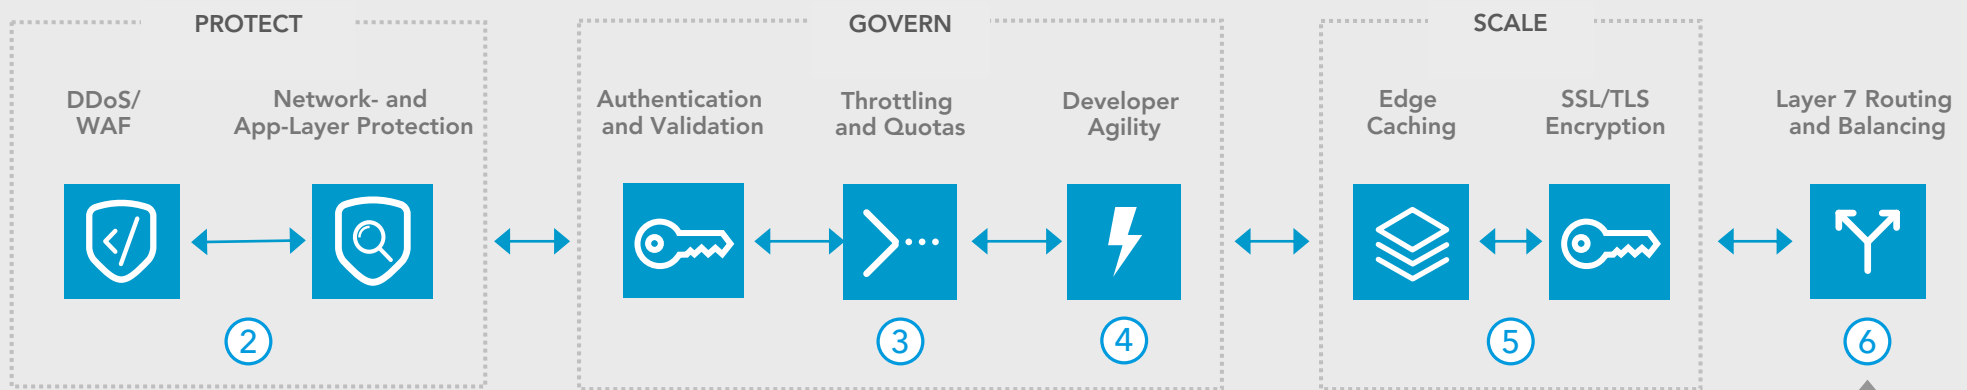 PROTECT
GOVERN
SCALE
DDoS/
WAF
Network- and
App-Layer Protection
Authentication
and Validation
Throttling
and Quotas
Developer
Agility
Edge
Caching
SSL/TLS
Encryption
Layer 7 Routing
and Balancing
2
3
4
5
6